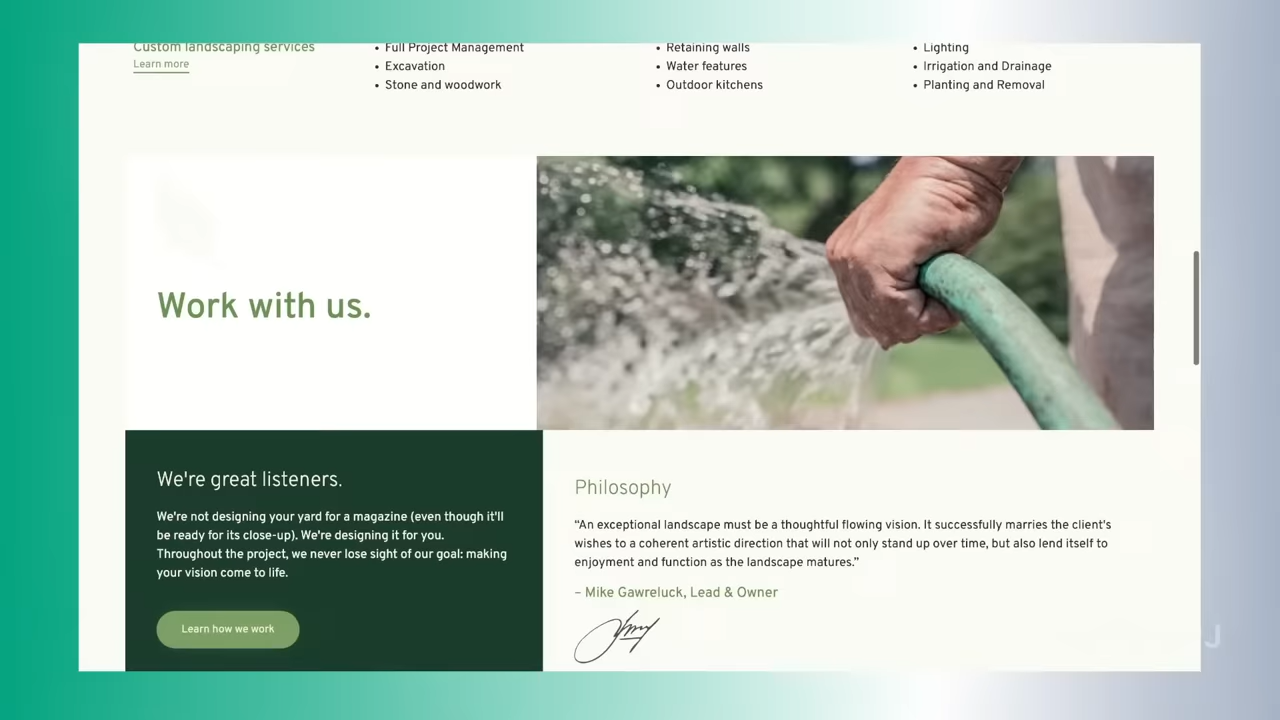 Custom landscaping services
Learn more
• Full Project Management
• Excavation
• Stone and woodwork
• Retaining walls
• Water features
• Outdoor kitchens
• Lighting
• Irrigation and Drainage
• Planting and Removal
Work with us.
We're great listeners.
We're not designing your yard for a magazine (even though it'll
be ready for its close-up). We're designing it for you.
Throughout the project, we never lose sight of our goal: making
your vision come to life.
Learn how we work
Philosophy
“An exceptional landscape must be a thoughtful flowing vision. It successfully marries the client's
wishes to a coherent artistic direction that will not only stand up over time, but also lend itself to
enjoyment and function as the landscape matures.”
– Mike Gawreluck, Lead & Owner
J